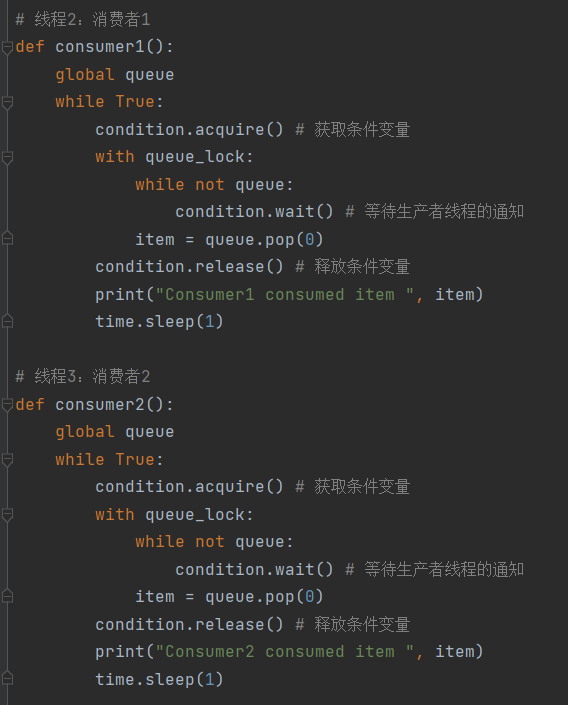 # 线程2：消费者1
def consumer1():
    global queue
    while True:
        condition.acquire() # 获取条件变量
        with queue_lock:
            while not queue:
                condition.wait() # 等待生产者线程的通知
            item = queue.pop(0)
        condition.release() # 释放条件变量
        print("Consumer1 consumed item ", item)
        time.sleep(1)

# 线程3：消费者2
def consumer2():
    global queue
    while True:
        condition.acquire() # 获取条件变量
        with queue_lock:
            while not queue:
                condition.wait() # 等待生产者线程的通知
            item = queue.pop(0)
        condition.release() # 释放条件变量
        print("Consumer2 consumed item ", item)
        time.sleep(1)